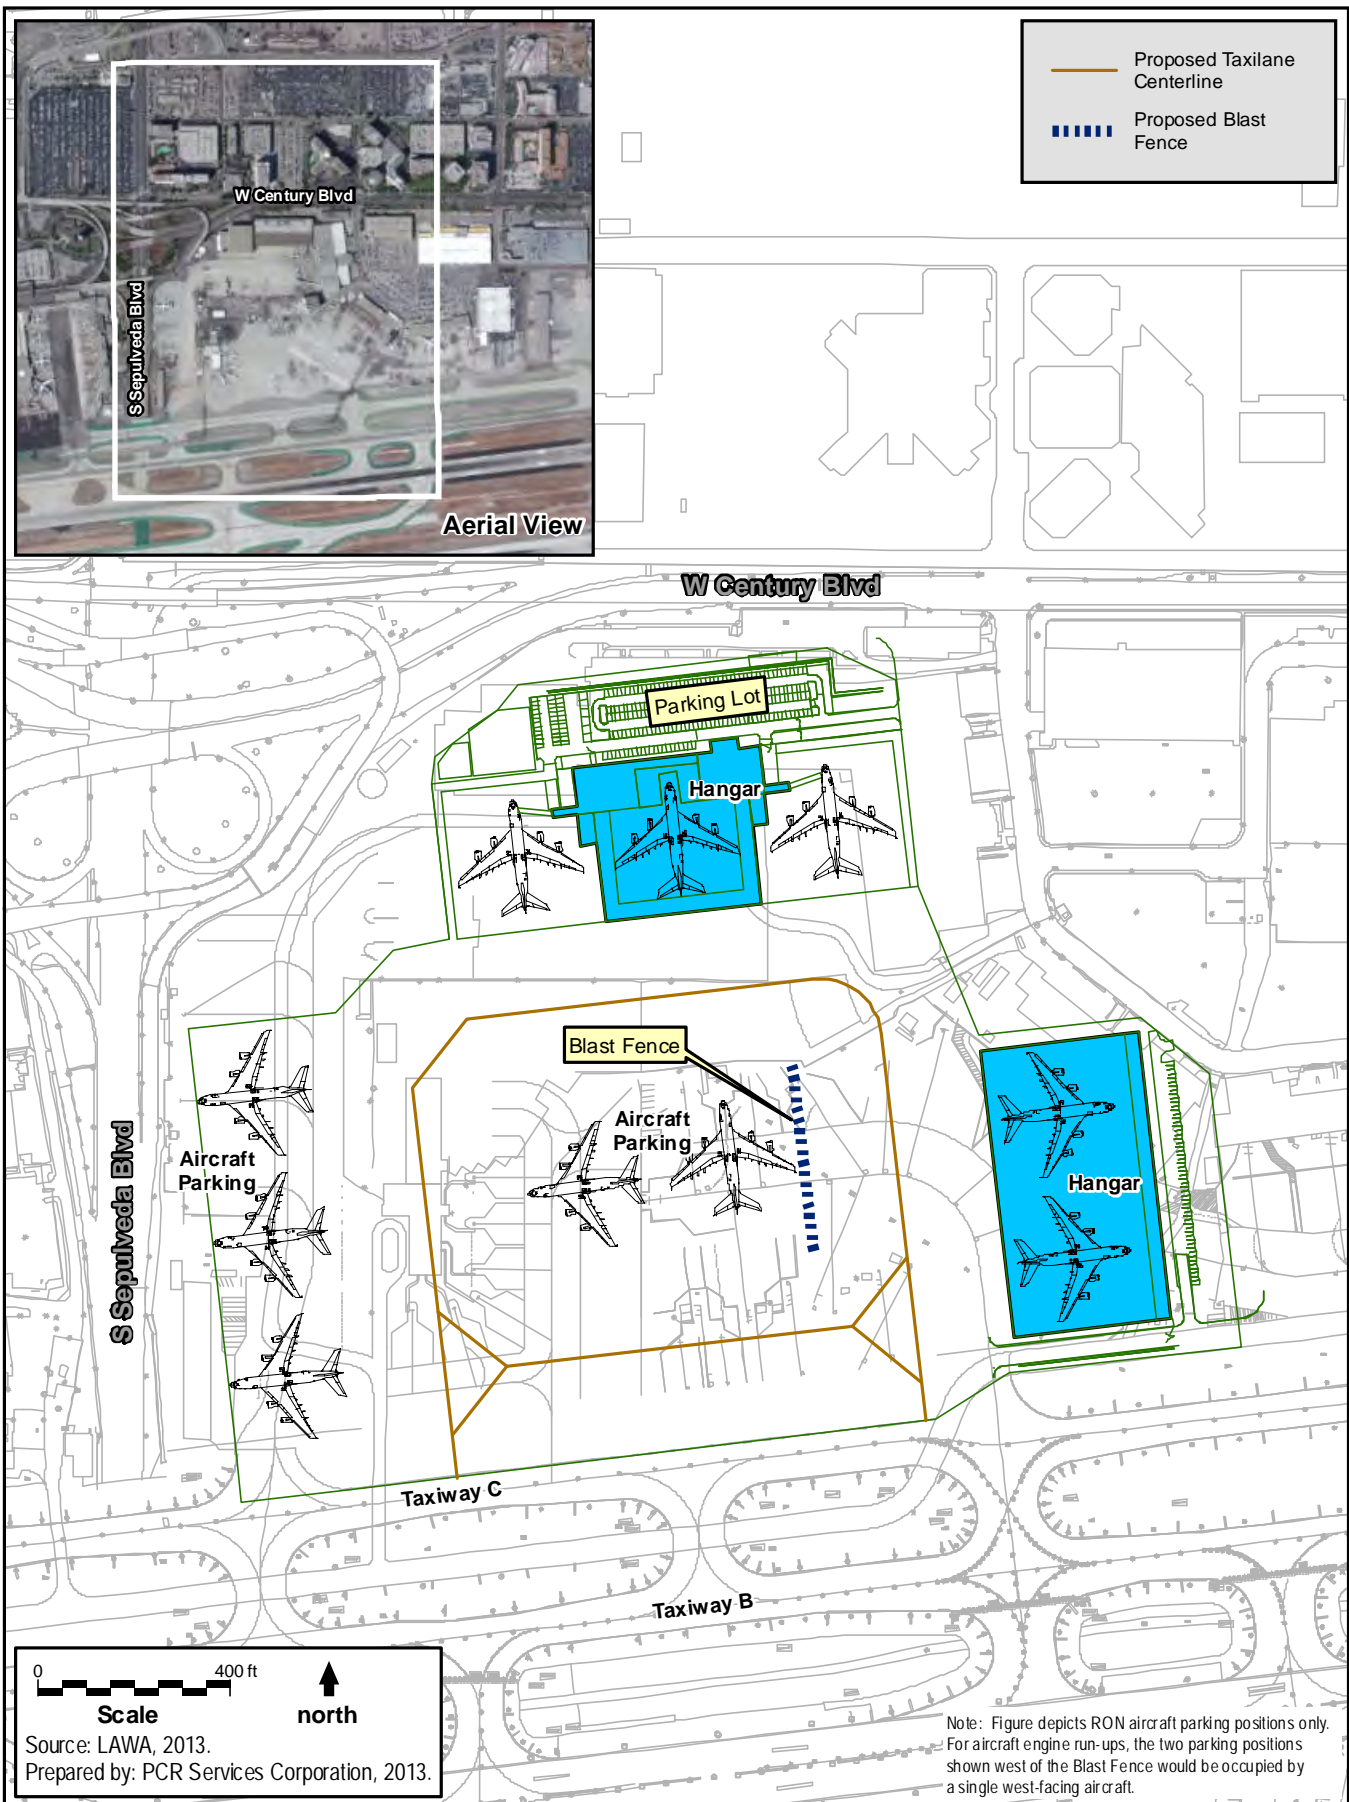 W Century Blvd
S Sepulveda Blvd
Aerial View
Proposed Taxilane
Centerline
Proposed Blast
Fence
W Century Blvd
Parking Lot
Hangar
Blast Fence
Aircraft
Parking
Aircraft
Parking
Hangar
S Sepulveda Blvd
Taxiway C
Taxiway B
0 400 ft
Scale
north
Source: LAWA, 2013.
Prepared by: PCR Services Corporation, 2013.
Note: Figure depicts RON aircraft parking positions only.
For aircraft engine run-ups, the two parking positions
shown west of the Blast Fence would be occupied by
a single west-facing aircraft.